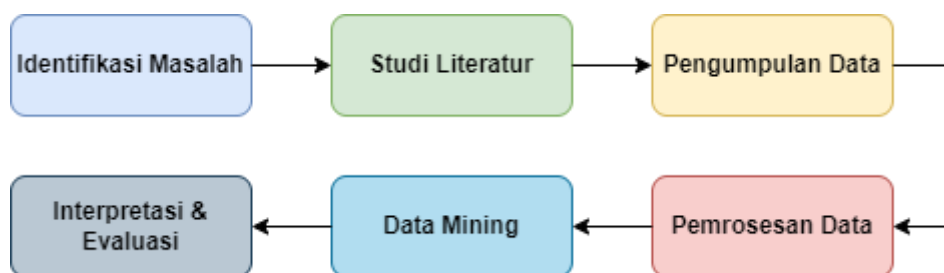 Identifikasi Masalah
Studi Literatur
Pengumpulan Data
Pemrosesan Data
Data Mining
Interpretasi &
Evaluasi